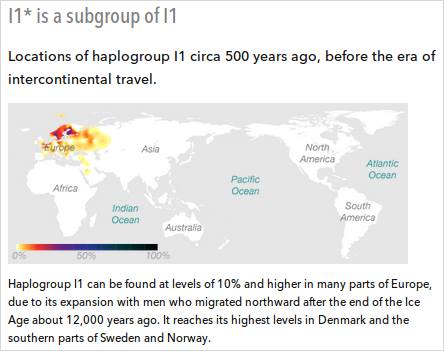 I1* is a subgroup of I1
Locations of haplogroup I1 circa 500 years ago, before the era of
intercontinental travel.
Europe
Asia
North
America
Atlantic
Ocean
Africa
Pacific
Ocean
Indian
Ocean
South
America
Australia
0% 50% 100%
Haplogroup I1 can be found at levels of 10% and higher in many parts of Europe,
due to its expansion with men who migrated northward after the end of the Ice
Age about 12,000 years ago. It reaches its highest levels in Denmark and the
southern parts of Sweden and Norway.